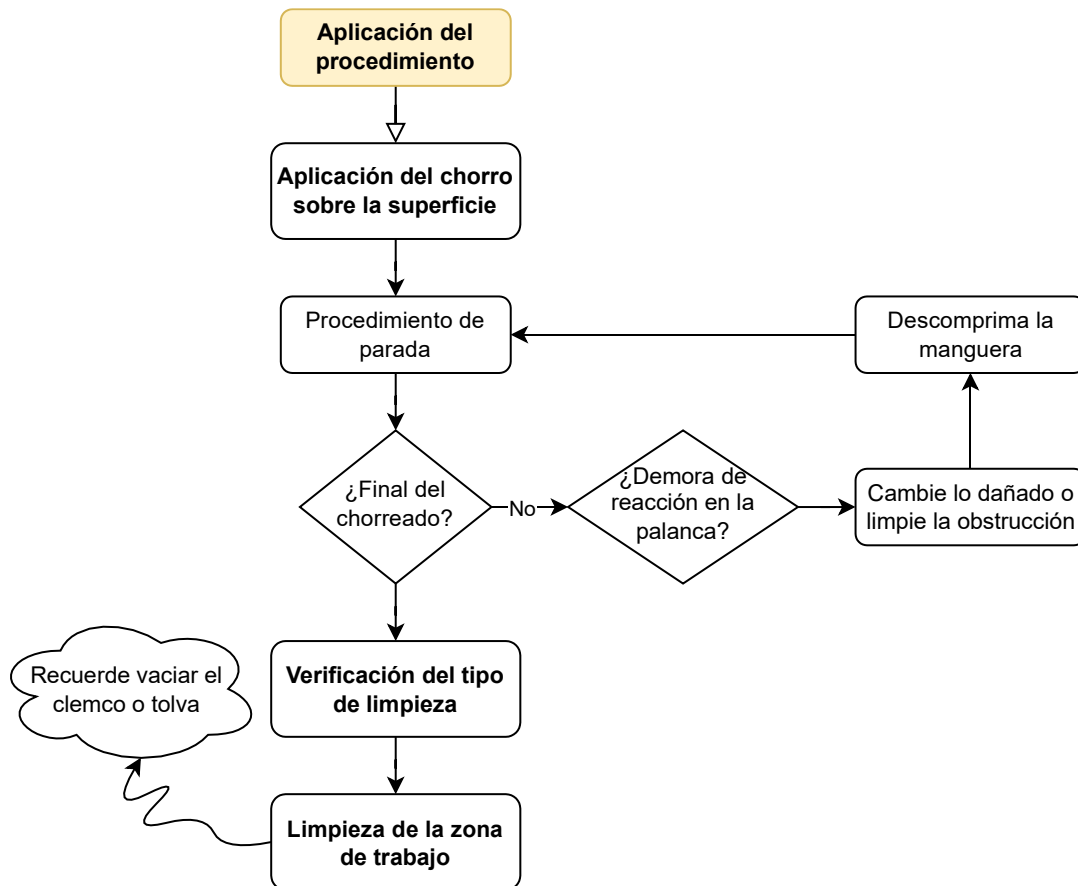 Aplicación del
procedimiento
Aplicación del chorro
sobre la superficie
Procedimiento de
parada
Descomprima la
manguera
¿Final del
chorreado?
No
¿Demora de
reacción en la
palanca?
Cambie lo dañado o
limpie la obstrucción
Recuerde vaciar el
clemco o tolva
Verificación del tipo
de limpieza
Limpieza de la zona
de trabajo